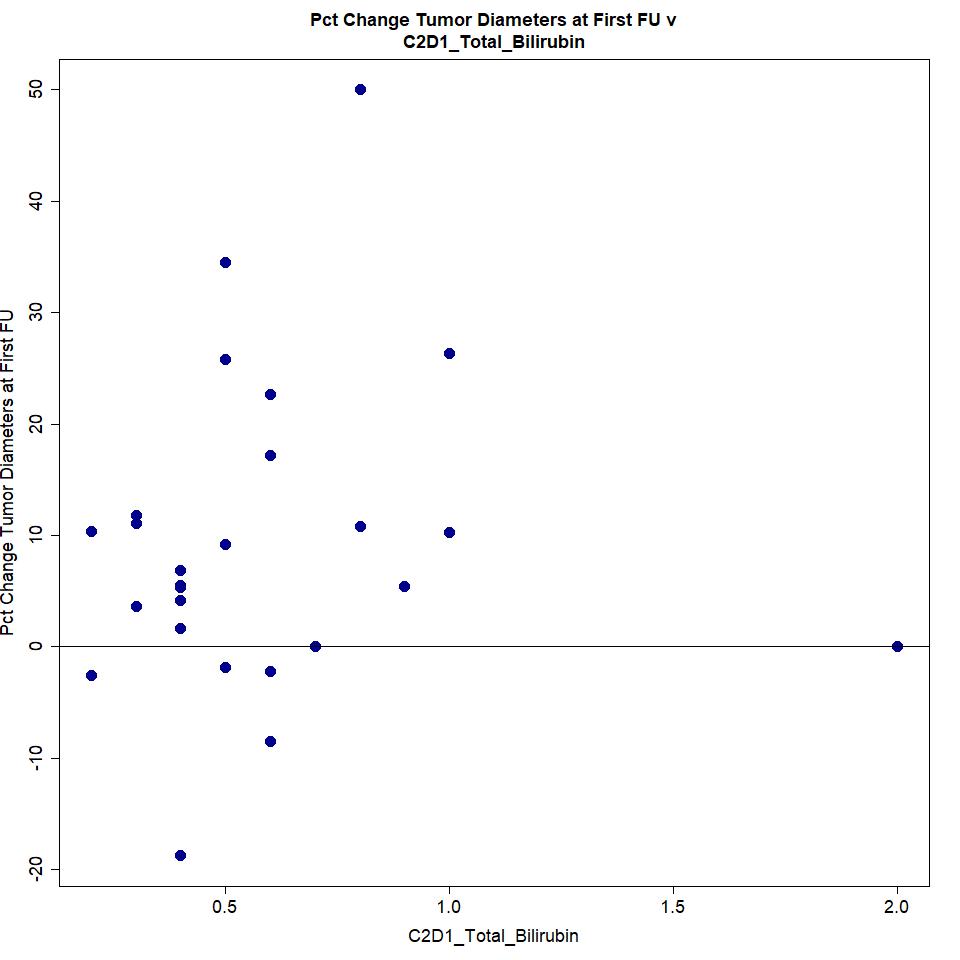 Pct Change Tumor Diameters at First FU v
C2D1_Total_Bilirubin
Pct Change Tumor Diameters at First FU
50
40
30
20
10
0
-10
-20
0.5 1.0 1.5 2.0
C2D1_Total_Bilirubin